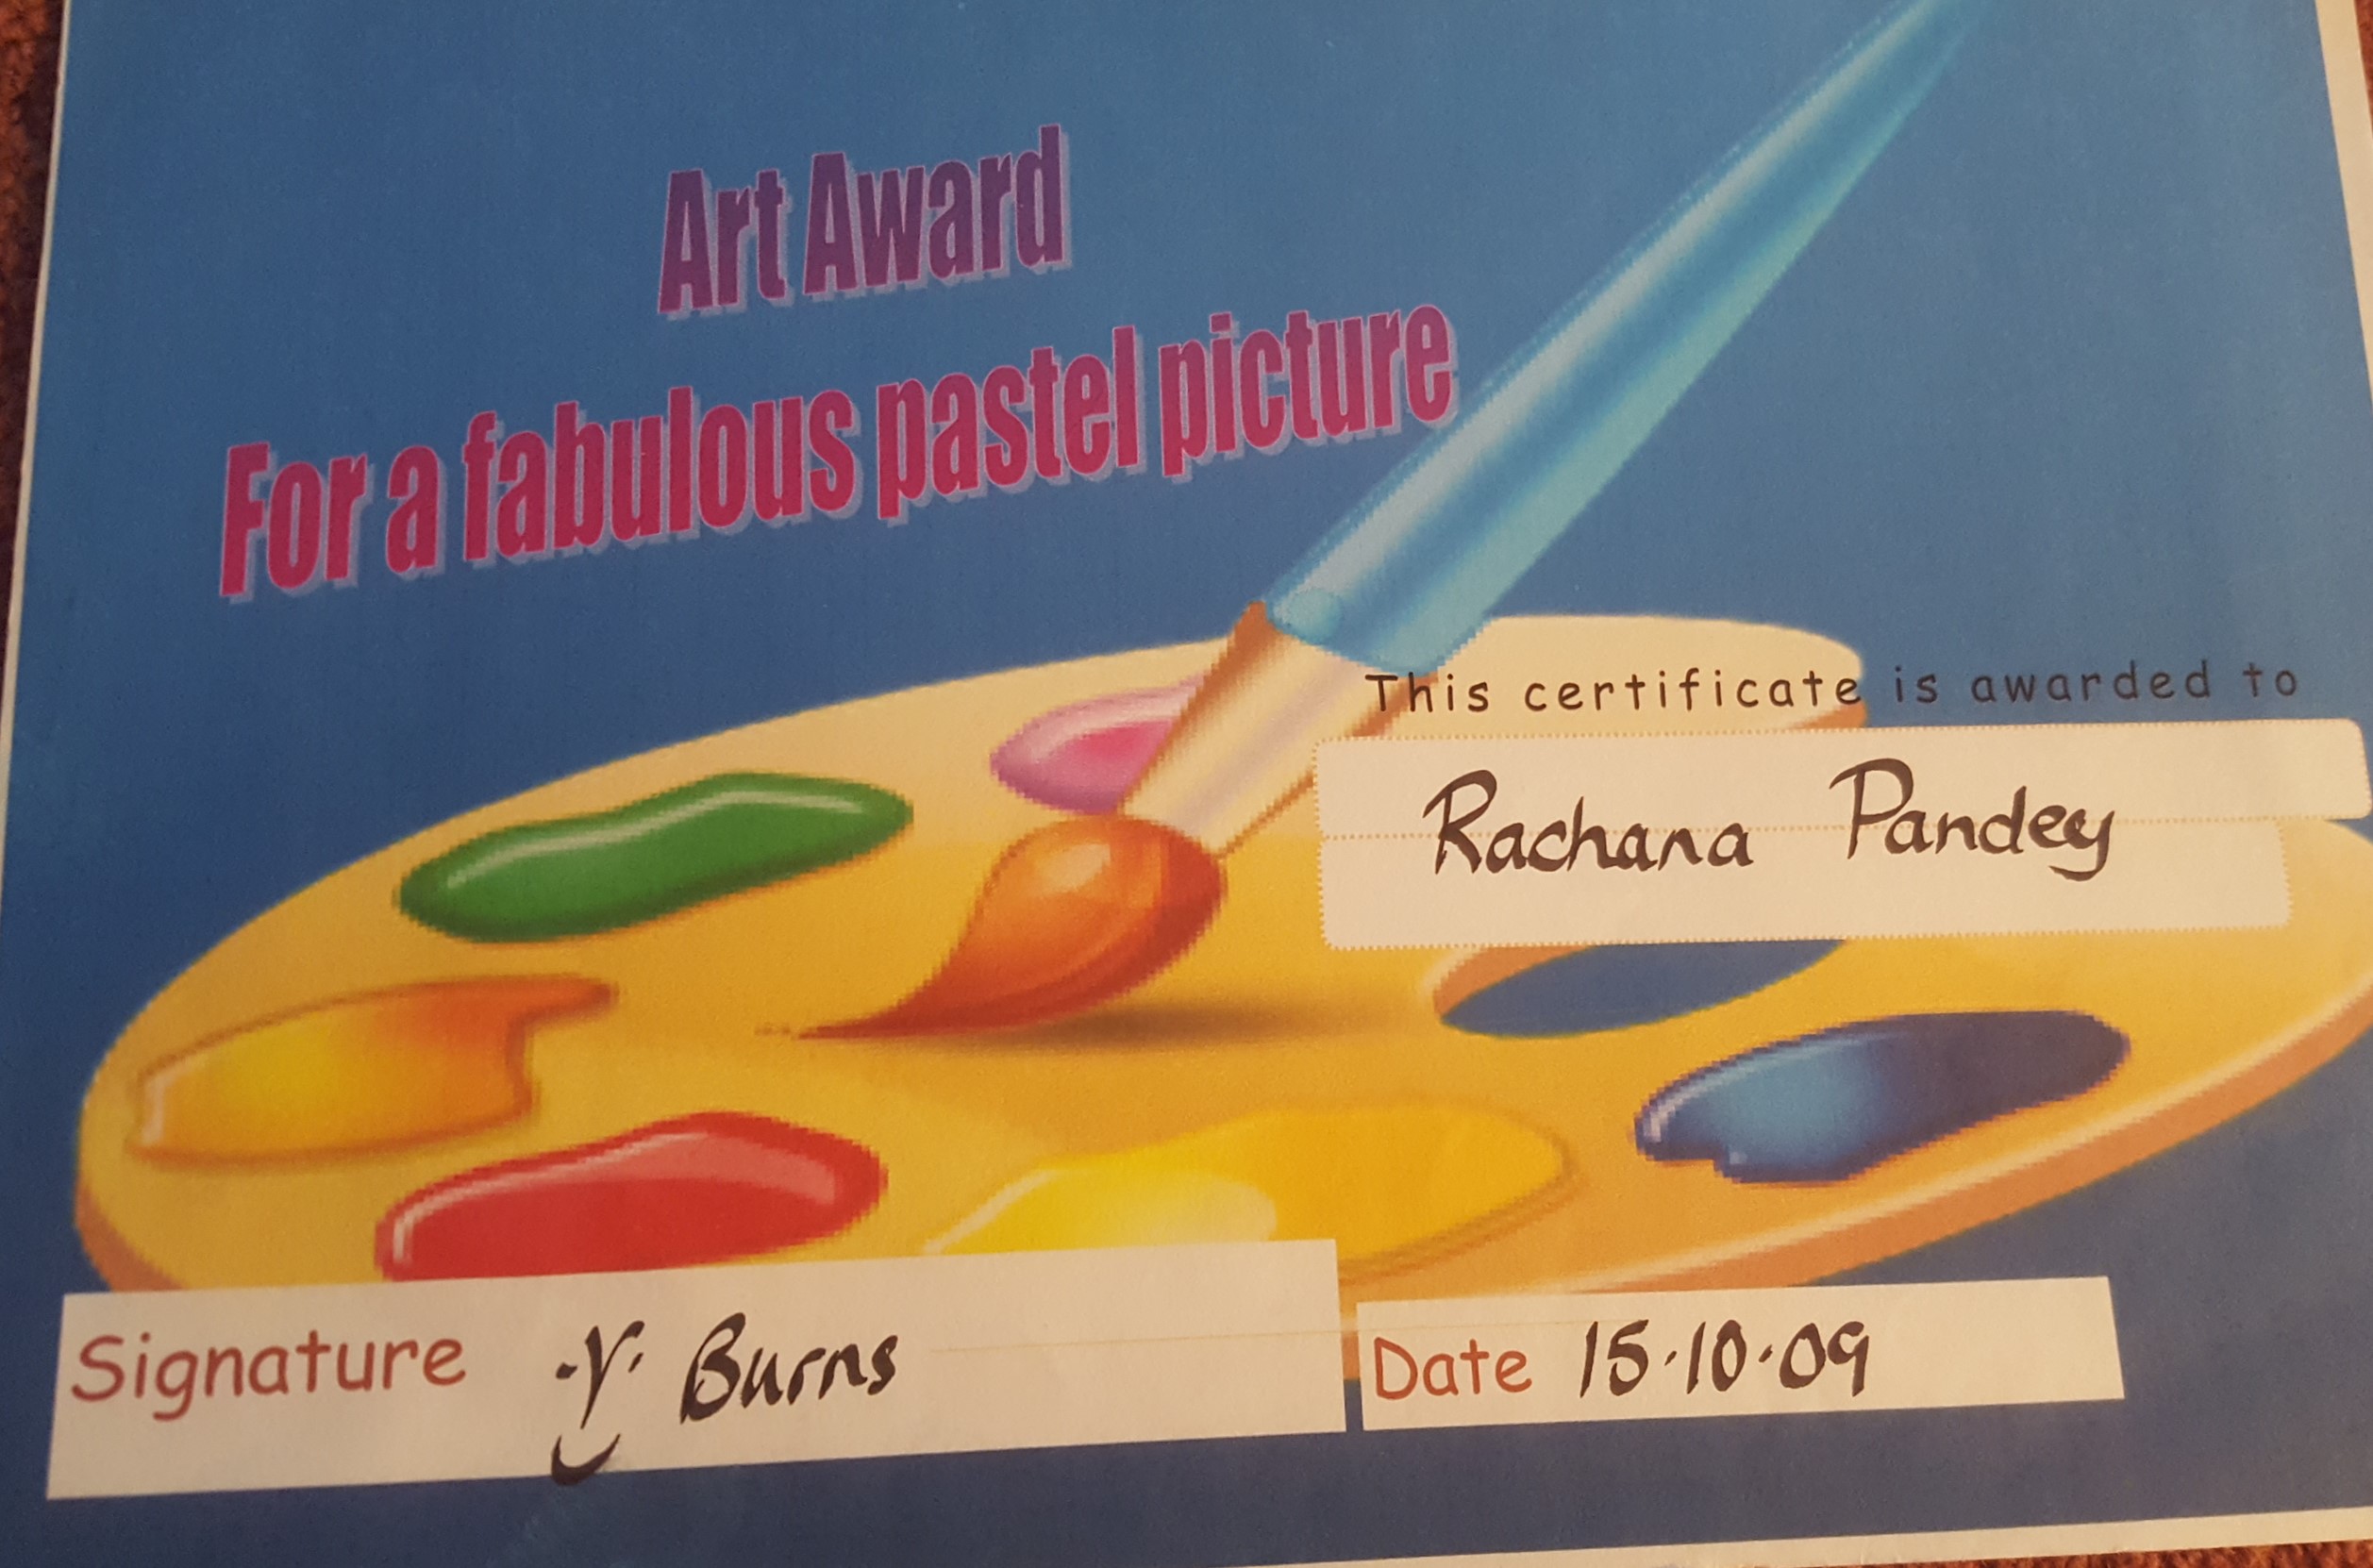 Art Award
For a fabulous pastel picture
This certificate is awarded to
Rachana Pandey
Signature Y. Burns
Date 15.10.09